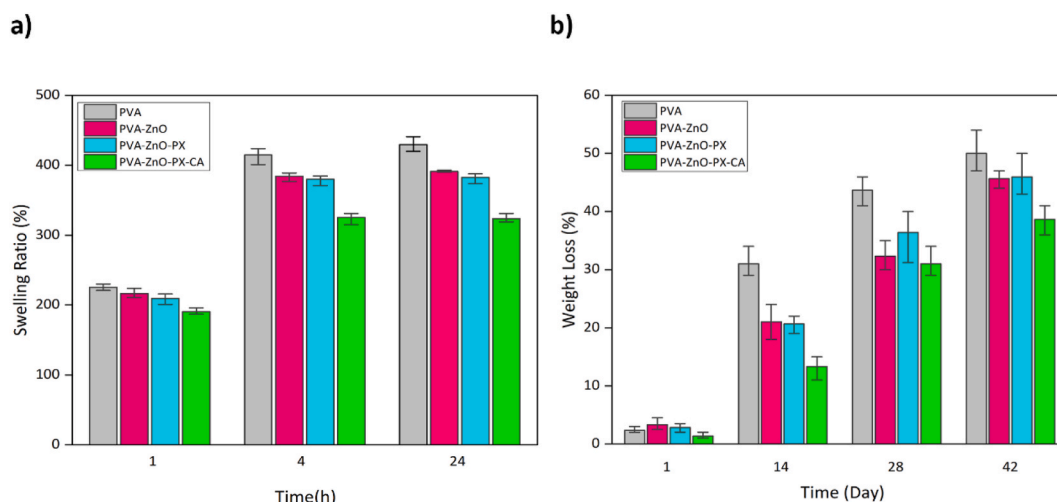 a)
500
400
300
200
100
0
Swelling Ratio (%)
PVA
PVA-ZnO
PVA-ZnO-PX
PVA-ZnO-PX-CA
1 4 24
Time(h)
b)
60
50
40
30
20
10
0
Weight Loss (%)
PVA
PVA-ZnO
PVA-ZnO-PX
PVA-ZnO-PX-CA
1 14 28 42
Time (Day)